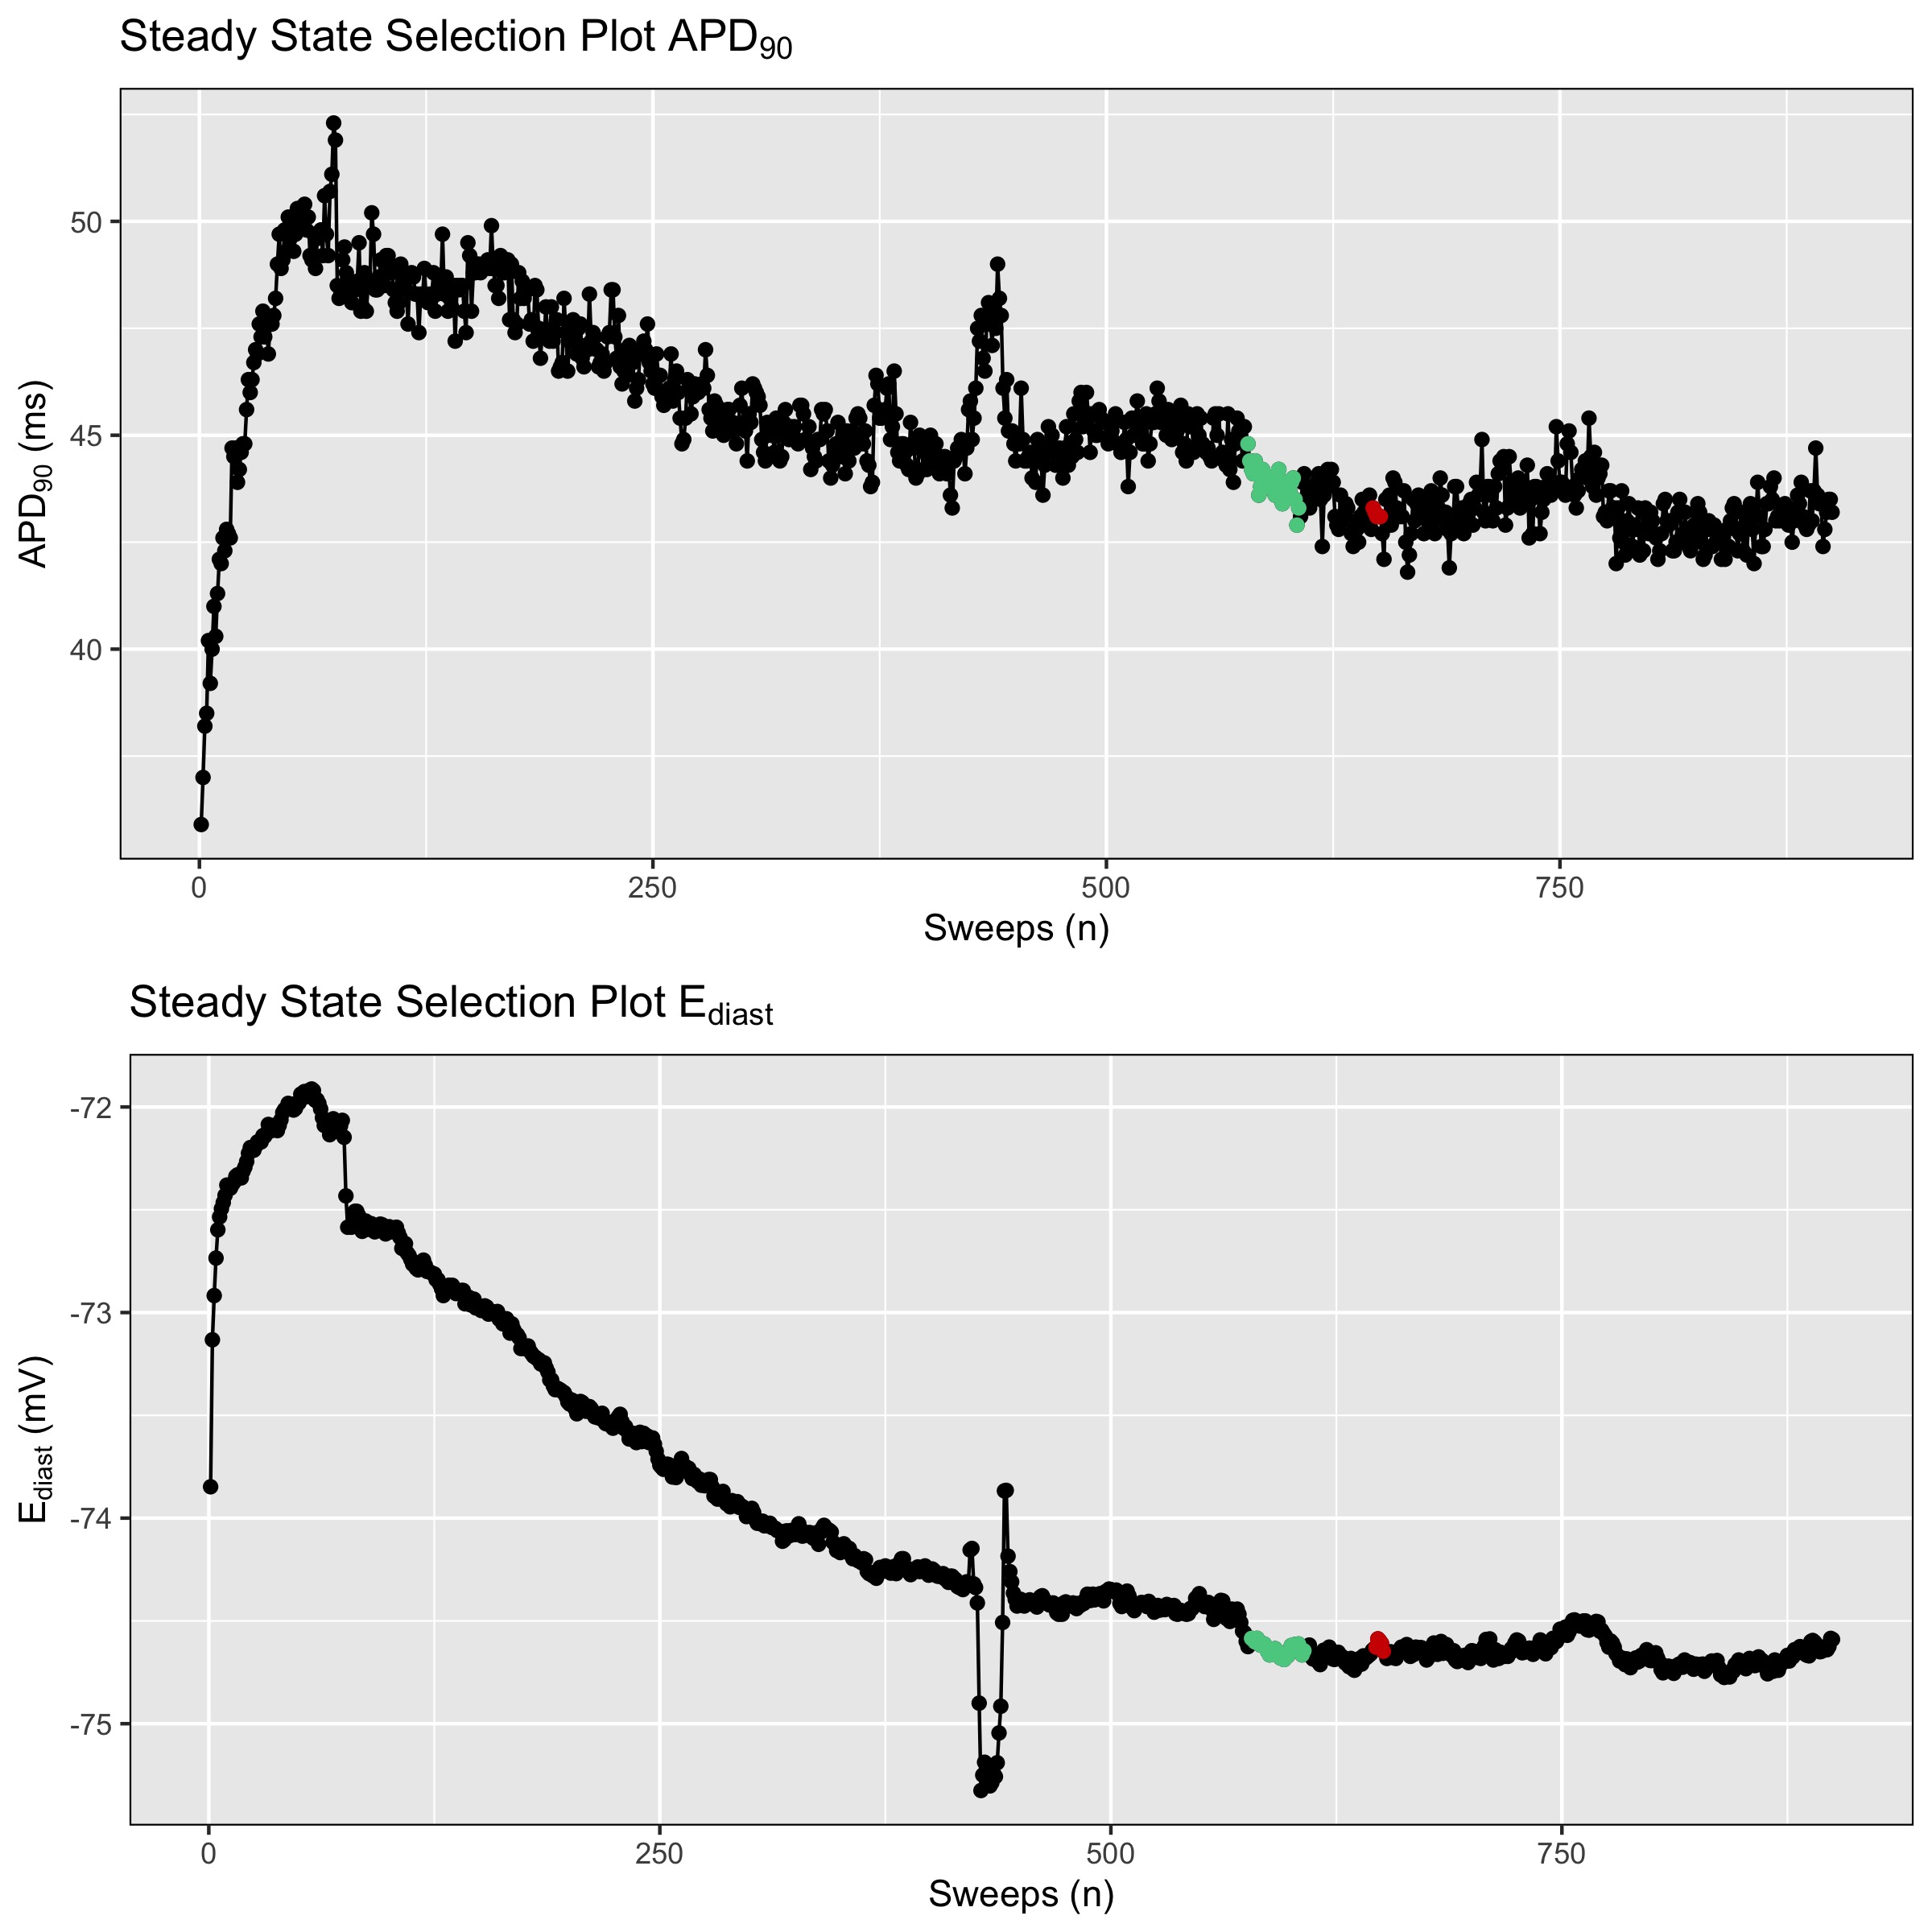 Steady State Selection Plot APD90
50
45
40
APD90 (ms)
0 250 500 750
Sweeps (n)
Steady State Selection Plot Ediast
-72
-73
-74
-75
Ediast (mV)
0 250 500 750
Sweeps (n)